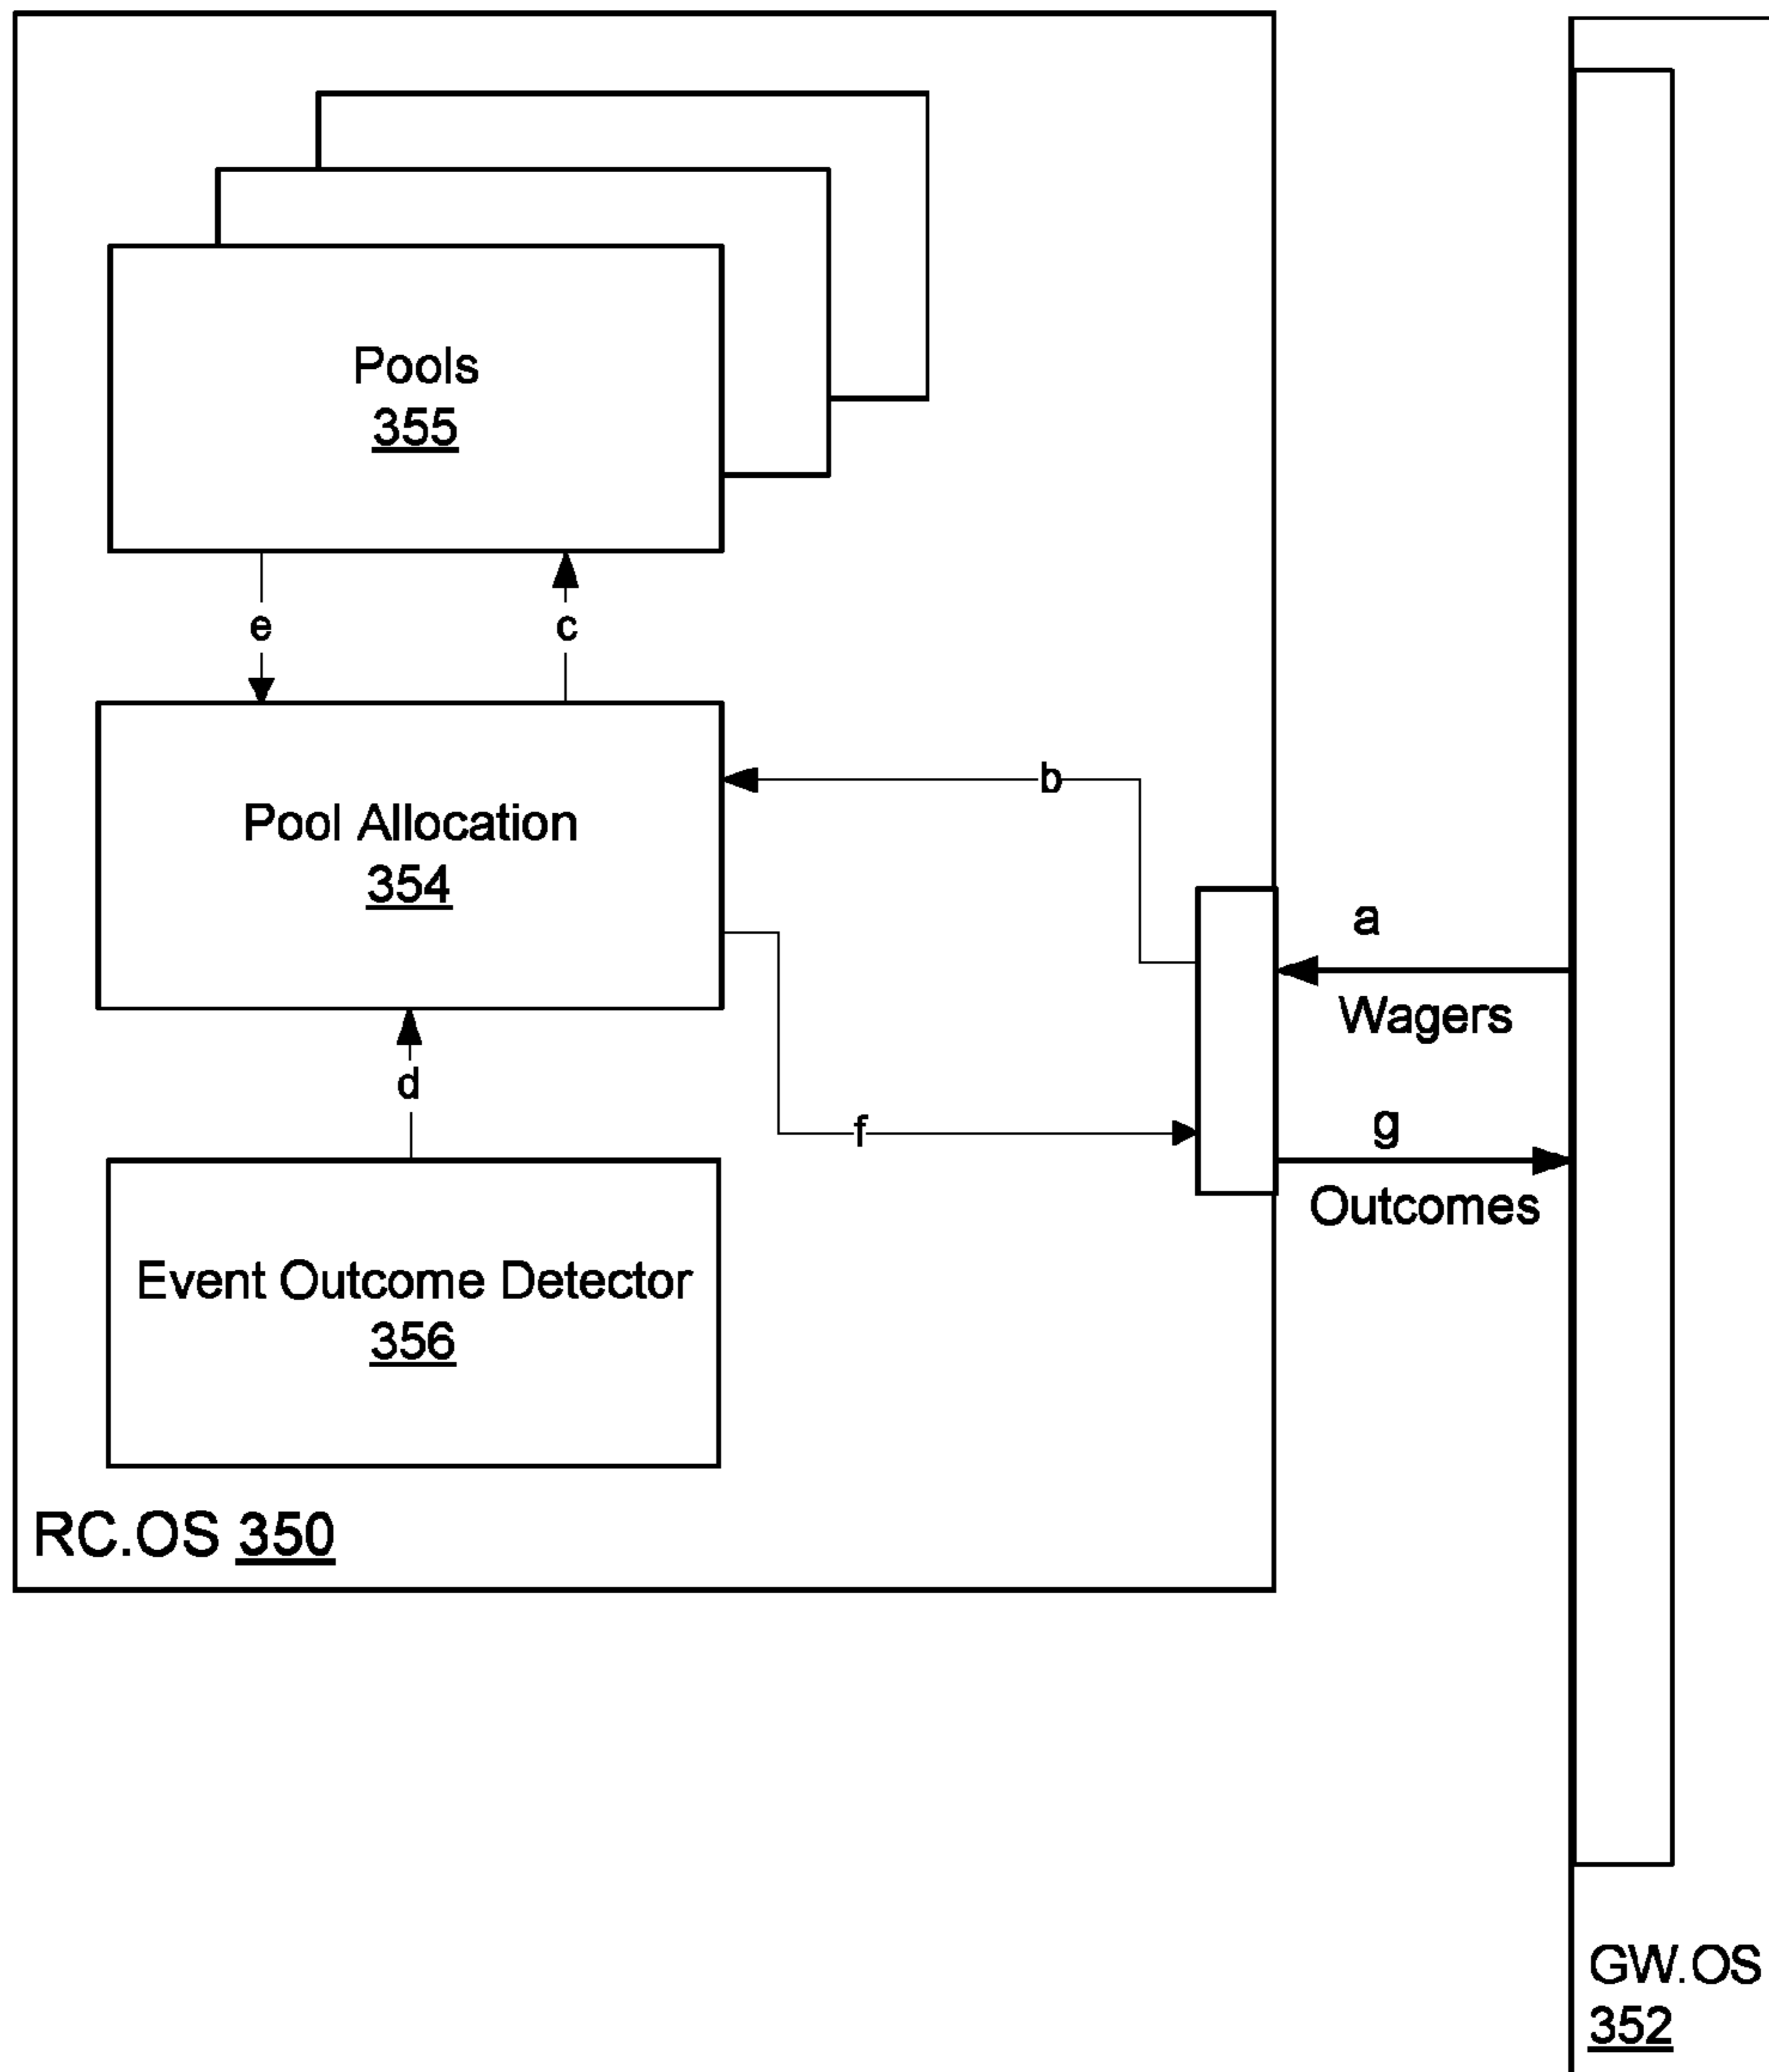 Pools
355
e
c
b
Pool Allocation
354
a
Wagers
d
f
g
Outcomes
Event Outcome Detector
356
RC.OS 350
GW.OS
352